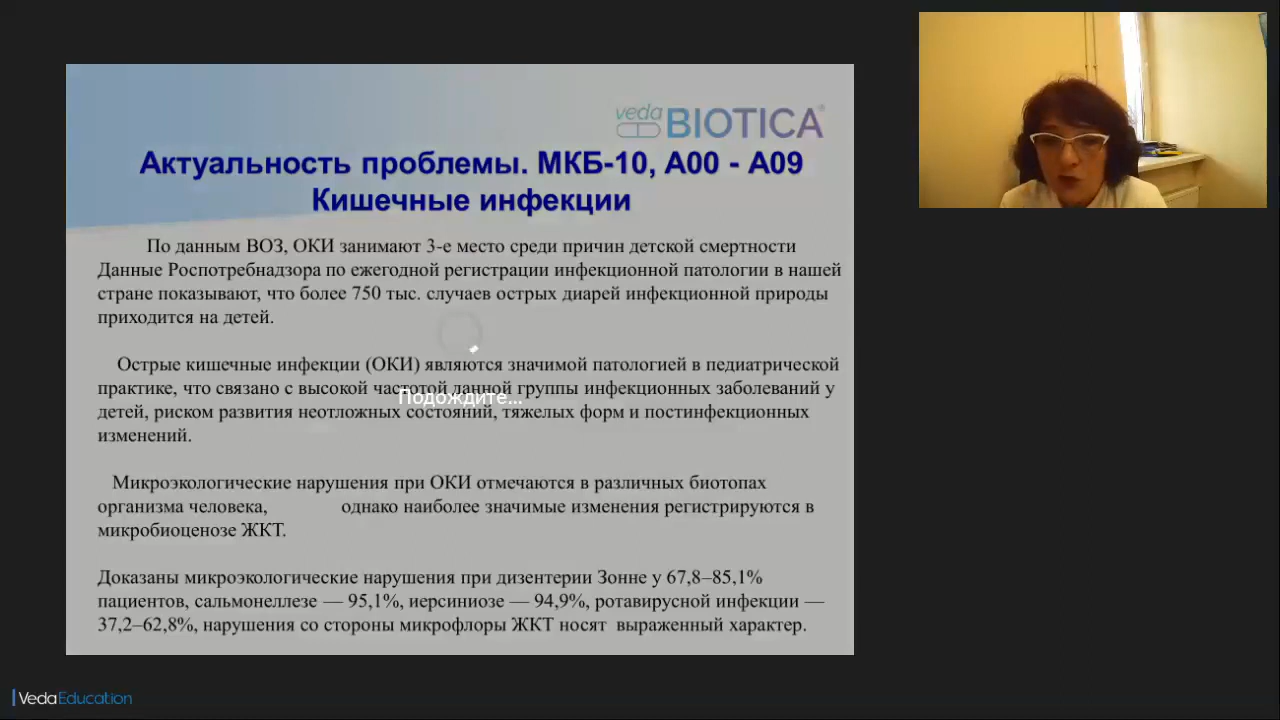 veda BIOTICA®
Актуальность проблемы. МКБ-10, А00 - А09
Кишечные инфекции
По данным ВОЗ, ОКИ занимают 3-е место среди причин детской смертности
Данные Роспотребнадзора по ежегодной регистрации инфекционной патологии в нашей
стране показывают, что более 750 тыс. случаев острых диарей инфекционной природы
приходится на детей.
Острые кишечные инфекции (ОКИ) являются значимой патологией в педиатрической
практике, что связано с высокой частотой данной группы инфекционных заболеваний у
Подождите...
детей, риском развития неотложных состояний, тяжелых форм и постинфекционных
изменений.
Микроэкологические нарушения при ОКИ отмечаются в различных биотопах
организма человека, однако наиболее значимые изменения регистрируются в
микробиоценозе ЖКТ.
Доказаны микроэкологические нарушения при дизентерии Зонне у 67,8–85,1%
пациентов, сальмонеллезе — 95,1%, иерсиниозе — 94,9%, ротавирусной инфекции —
37,2–62,8%, нарушения со стороны микрофлоры ЖКТ носят выраженный характер.
VedaEducation